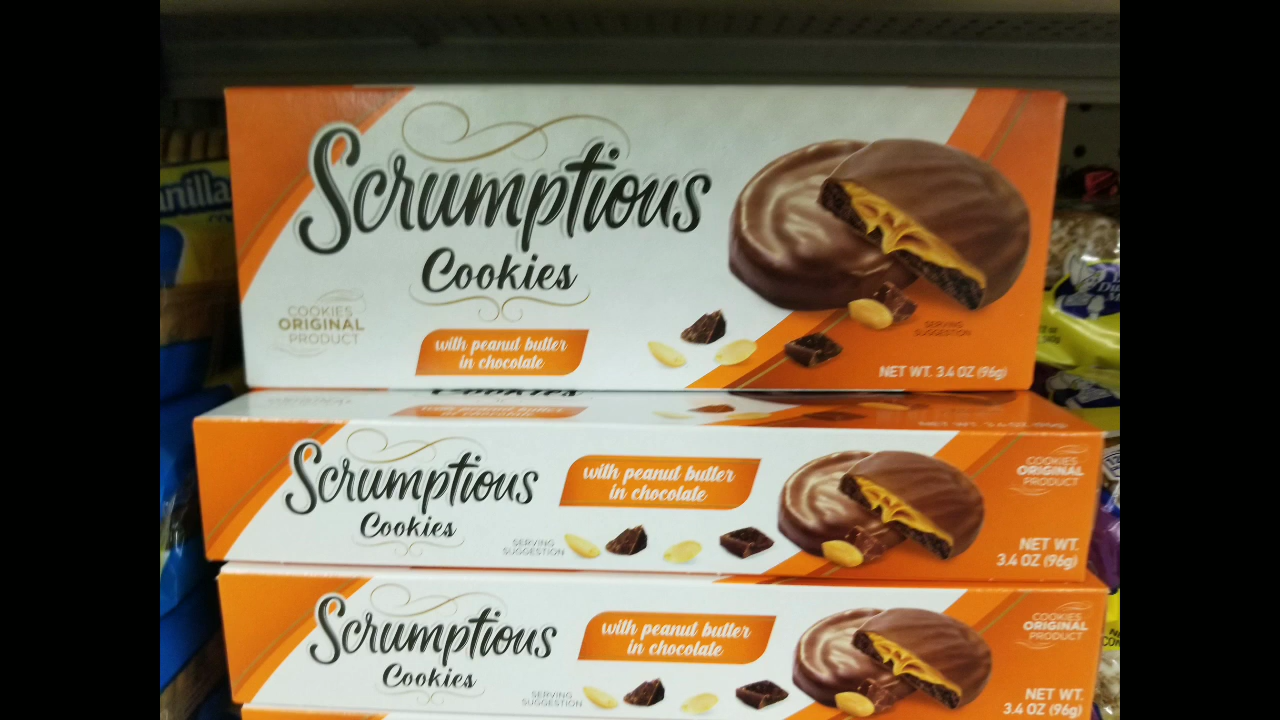 Scrumptious
Cookies
COOKIES
ORIGINAL
PRODUCT
with peanut butter
in chocolate
SERVING
SUGGESTION
NET WT. 3.4 OZ (96g)
Cookies
Scrumptious
Cookies
with peanut butter
in chocolate
SERVING
SUGGESTION
COOKIES
ORIGINAL
PRODUCT
NET WT.
3.4 OZ (96g)
Scrumptious
Cookies
with peanut butter
in chocolate
SERVING
SUGGESTION
COOKIES
ORIGINAL
PRODUCT
NET WT.
3.4 OZ (96g)
anilla